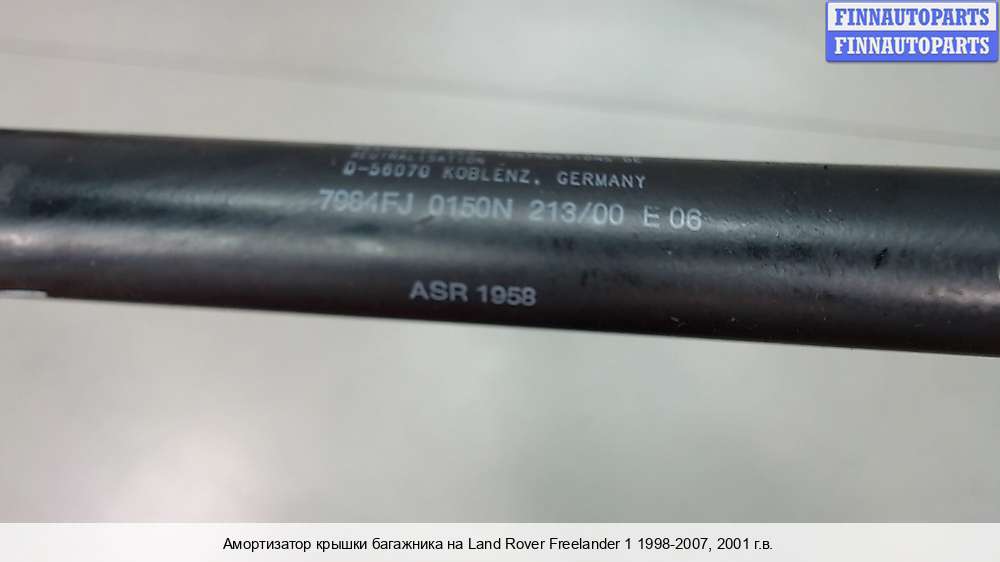 FINNAUTOPARTS
FINNAUTOPARTS
NEUTRALISATION
D-56070 KOBLENZ, GERMANY
7984FJ 0150N 213/00 E 06
ASR 1958
Амортизатор крышки багажника на Land Rover Freelander 1 1998-2007, 2001 г.в.